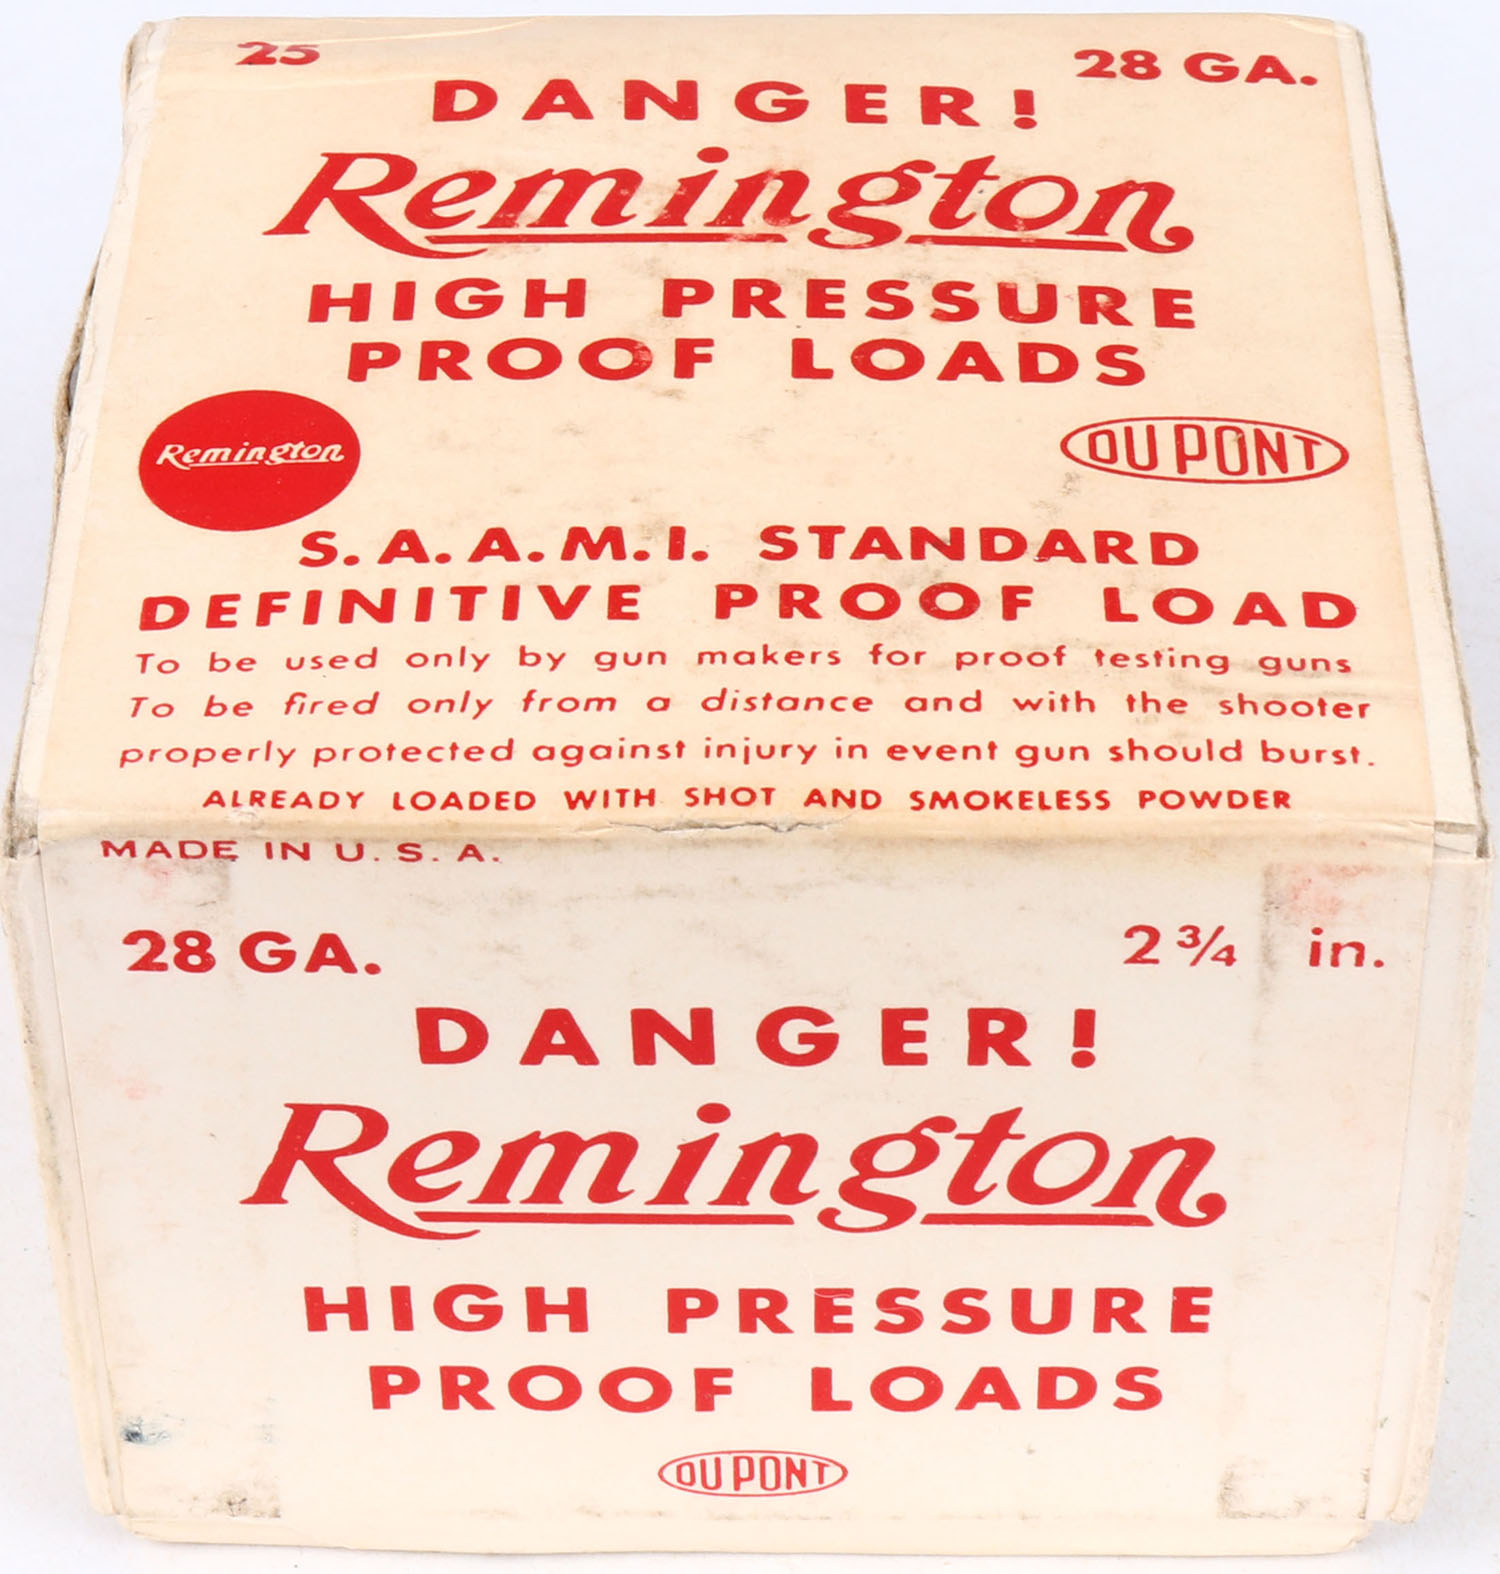 25 28 GA.
DANGER!
Remington
HIGH PRESSURE
PROOF LOADS
Remington
DU PONT
S.A.A.M.I. STANDARD
DEFINITIVE PROOF LOAD
To be used only by gun makers for proof testing guns
To be fired only from a distance and with the shooter
properly protected against injury in event gun should burst.
ALREADY LOADED WITH SHOT AND SMOKELESS POWDER
MADE IN U.S.A.
28 GA. 2 3/4 in.
DANGER!
Remington
HIGH PRESSURE
PROOF LOADS
DU PONT